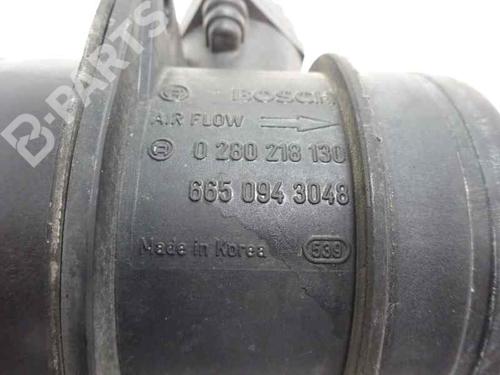 B-PARTS
BOSCH
AIR FLOW
0 280 218 130
665 094 3048
Made in Korea
539